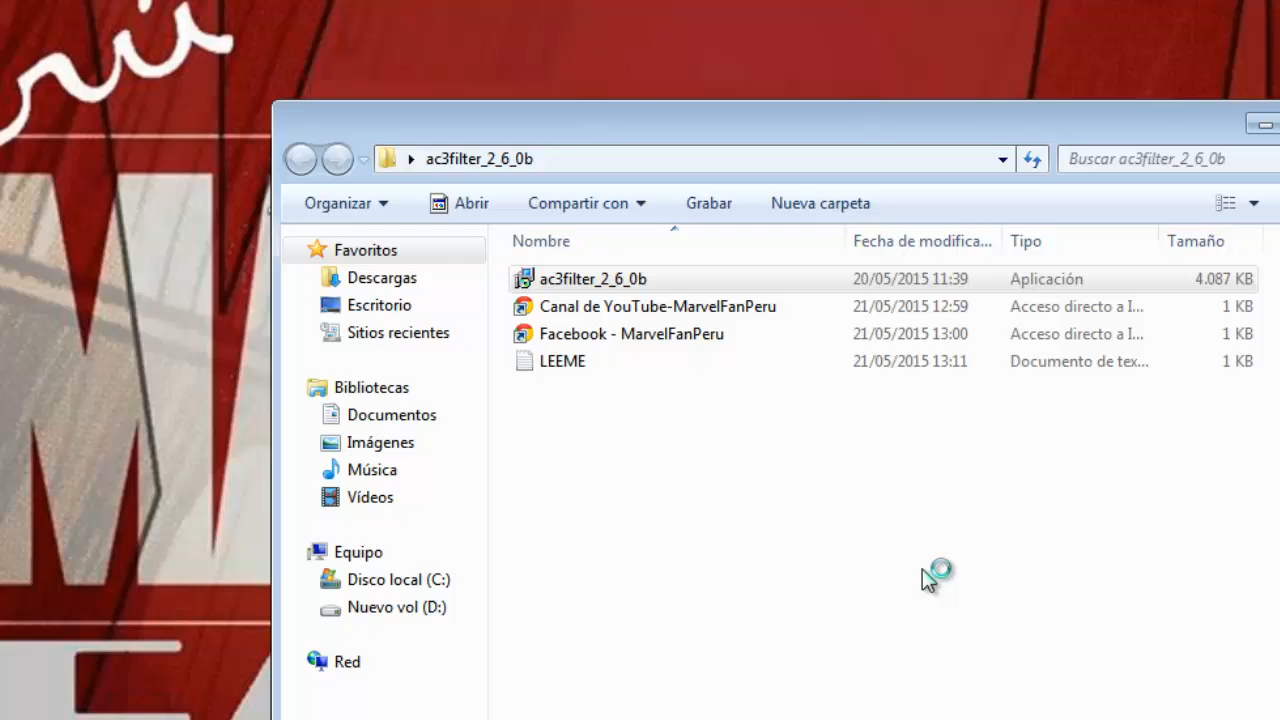 ac3filter_2_6_0b
Buscar ac3filter_2_6_0b
Organizar
Abrir
Compartir con
Grabar
Nueva carpeta
Nombre
Fecha de modifica...
Tipo
Tamaño
Favoritos
Descargas
Escritorio
Sitios recientes
Bibliotecas
Documentos
Imágenes
Música
Vídeos
Equipo
Disco local (C:)
Nuevo vol (D:)
Red
ac3filter_2_6_0b 20/05/2015 11:39 Aplicación 4.087 KB
Canal de YouTube-MarvelFanPeru 21/05/2015 12:59 Acceso directo a I... 1 KB
Facebook - MarvelFanPeru 21/05/2015 13:00 Acceso directo a I... 1 KB
LEEME 21/05/2015 13:11 Documento de tex... 1 KB